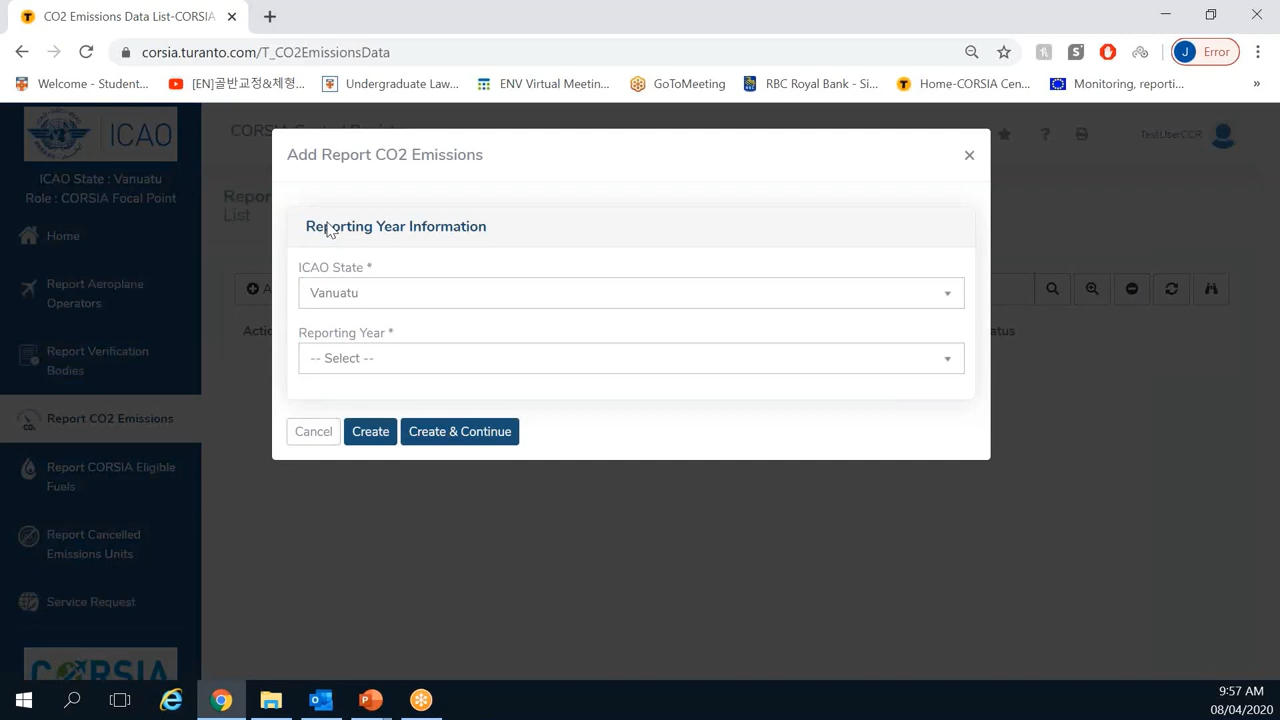 CO2 Emissions Data List-CORSIA
corsia.turanto.com/T_CO2EmissionsData
J
Error
Welcome - Student...
[EN]골반교정&체형...
Undergraduate Law...
ENV Virtual Meetin...
GoToMeeting
RBC Royal Bank - Si...
Home-CORSIA Cen...
Monitoring, reporti...
»
ICAO
ICAO State : Vanuatu
Role : CORSIA Focal Point
Home
Report Aeroplane
Operators
Report Verification
Bodies
Report CO2 Emissions
Report CORSIA Eligible
Fuels
Report Cancelled
Emissions Units
Service Request
CORSIA
TestUserCCR
List
Add Report CO2 Emissions
Reporting Year Information
ICAO State *
Vanuatu
Reporting Year *
-- Select --
Cancel
Create
Create & Continue
9:57 AM
08/04/2020